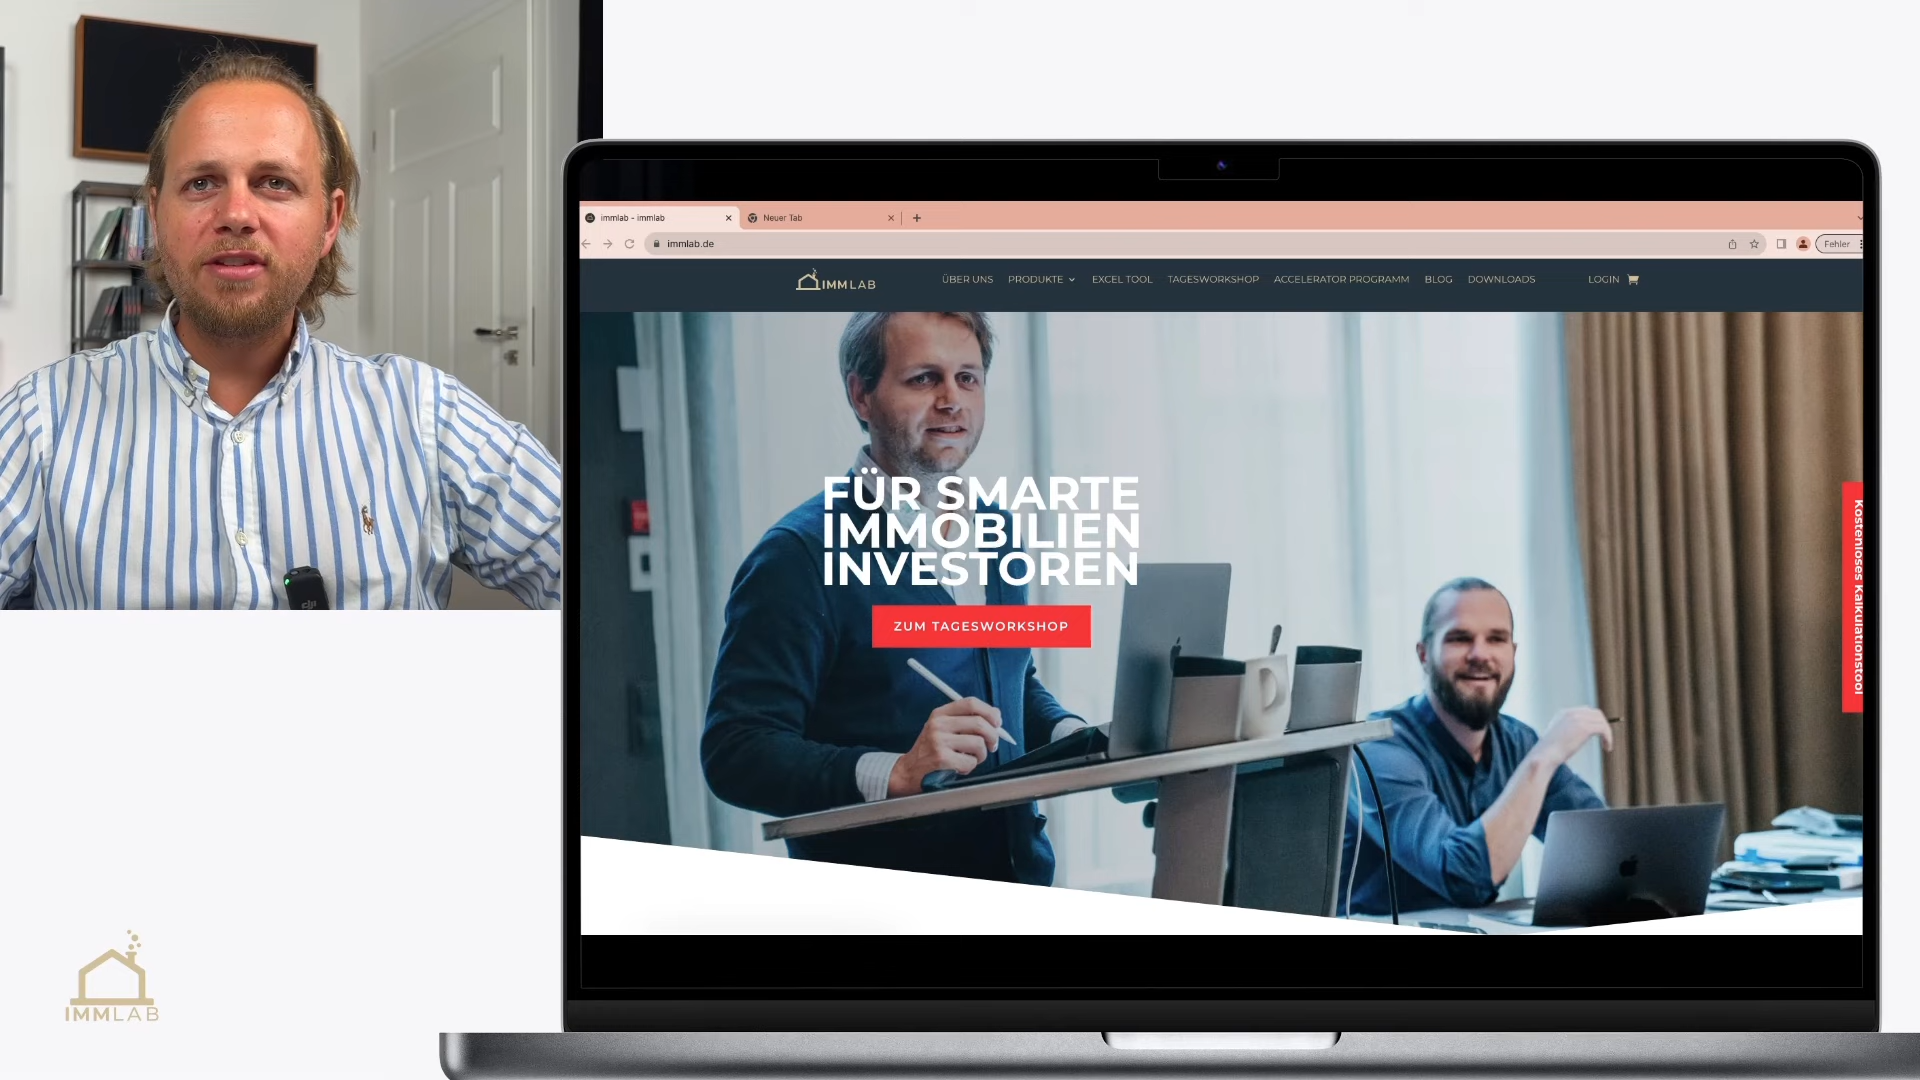 immlab - immlab
Neuer Tab
immlab.de
Fehler
IMMLAB
ÜBER UNS
PRODUKTE
EXCEL TOOL
TAGESWORKSHOP
ACCELERATOR PROGRAMM
BLOG
DOWNLOADS
LOGIN
FÜR SMARTE
IMMOBILIEN
INVESTOREN
ZUM TAGESWORKSHOP
Kostenloses Kalkulationstool
dji
IMMLAB